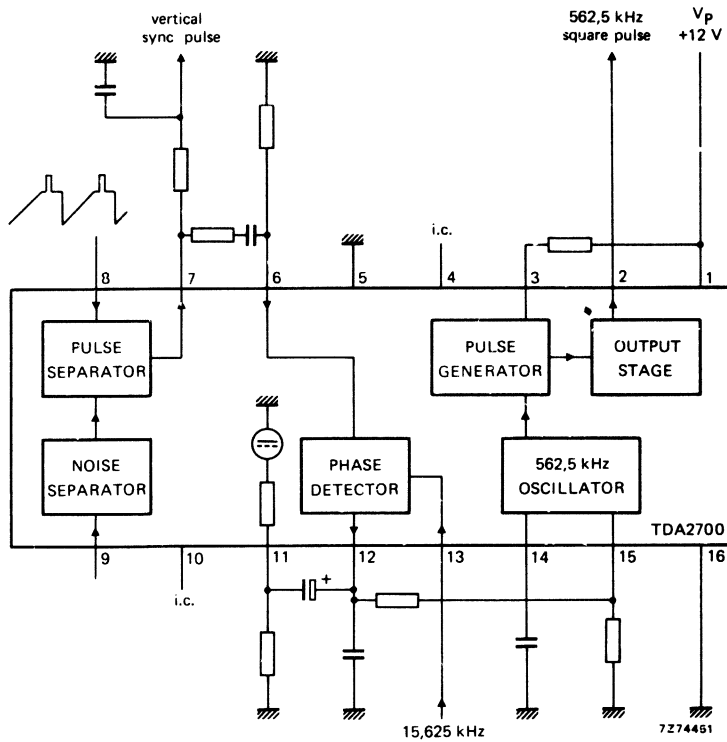 vertical
sync pulse
562,5 kHz
square pulse
VP
+12 V
i.c.
8 7 6 5 4 3 2 1
PULSE
SEPARATOR
PULSE
GENERATOR
OUTPUT
STAGE
NOISE
SEPARATOR
PHASE
DETECTOR
562,5 kHz
OSCILLATOR
TDA2700
9 10 11 12 13 14 15 16
i.c.
+
15,625 kHz
7Z74451